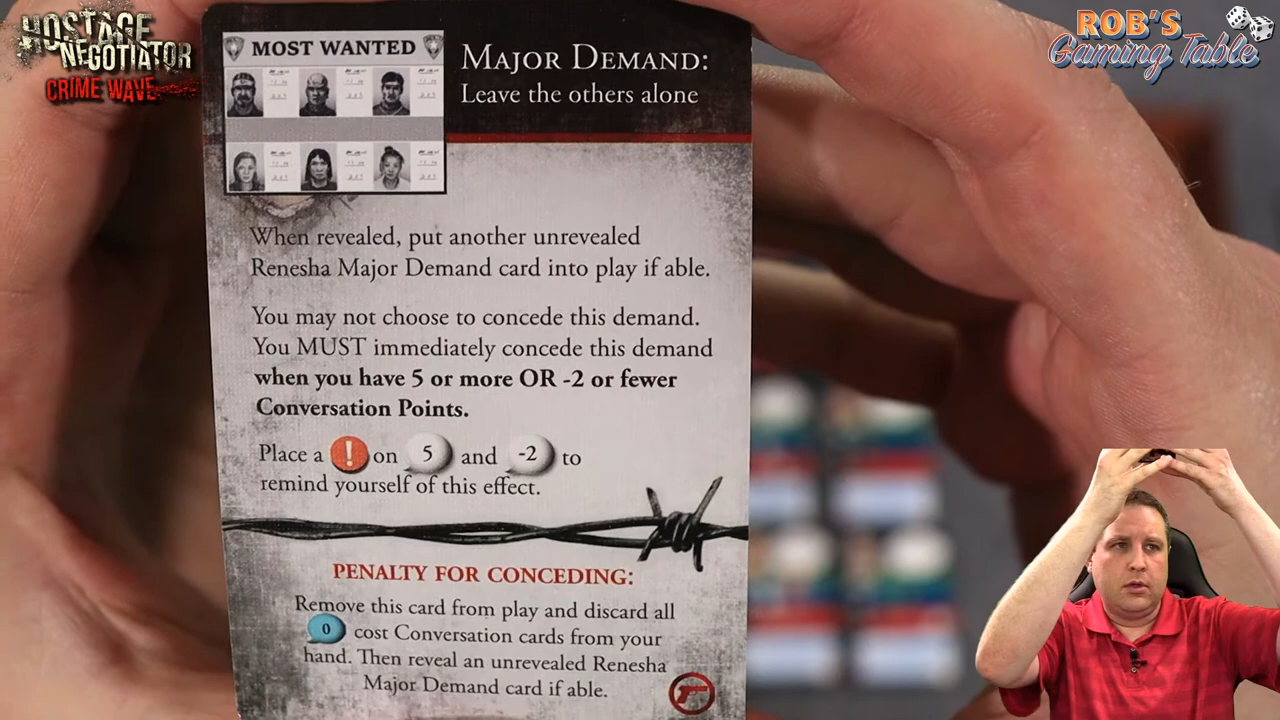 HOSTAGE
NEGOTIATOR
CRIME WAVE
ROB'S
Gaming Table
MOST WANTED
MAJOR DEMAND:
Leave the others alone
When revealed, put another unrevealed
Renesha Major Demand card into play if able.
You may not choose to concede this demand.
You MUST immediately concede this demand
when you have 5 or more OR -2 or fewer
Conversation Points.
Place a ! on 5 and -2 to
remind yourself of this effect.
PENALTY FOR CONCEDING:
Remove this card from play and discard all
0 cost Conversation cards from your
hand. Then reveal an unrevealed Renesha
Major Demand card if able.